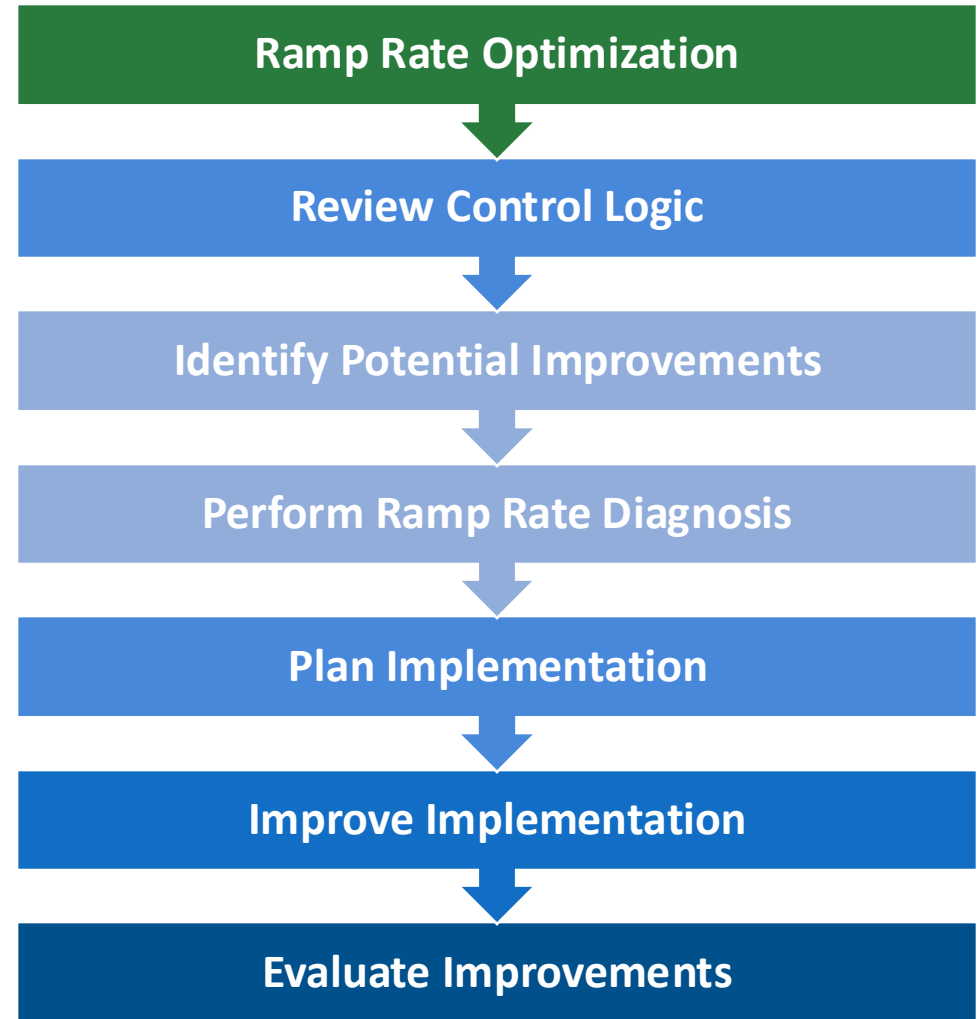 Ramp Rate Optimization
Review Control Logic
Identify Potential Improvements
Perform Ramp Rate Diagnosis
Plan Implementation
Improve Implementation
Evaluate Improvements